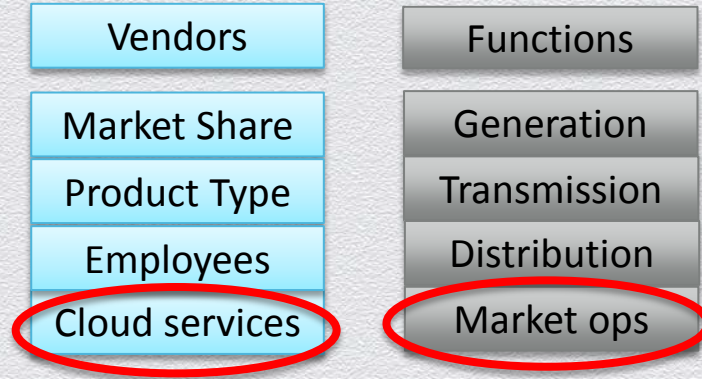 Vendors
Market Share
Product Type
Employees
Cloud services
Functions
Generation
Transmission
Distribution
Market ops